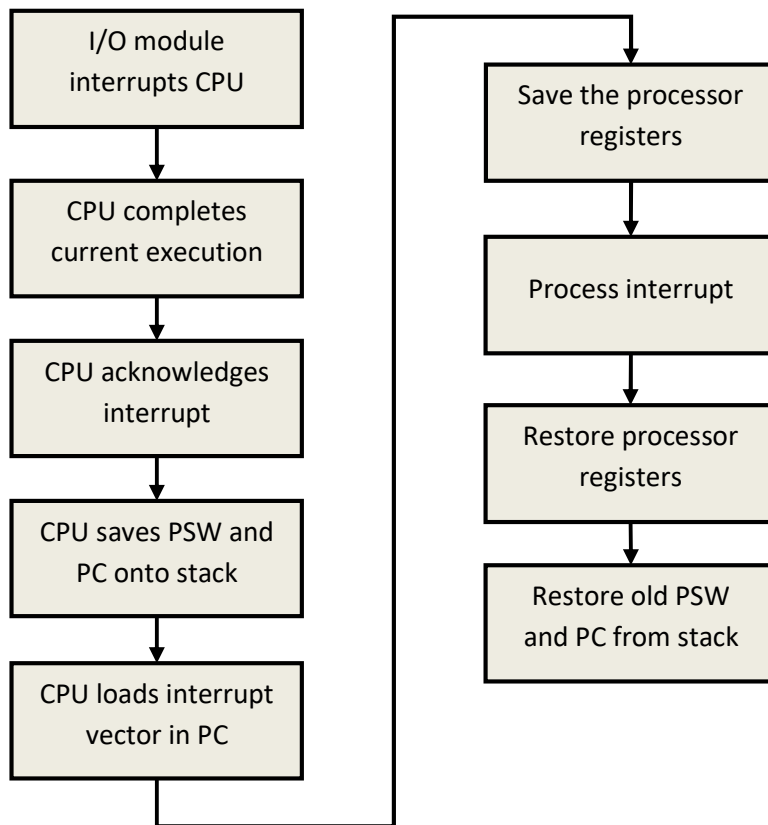 I/O module
interrupts CPU
CPU completes
current execution
CPU acknowledges
interrupt
CPU saves PSW and
PC onto stack
CPU loads interrupt
vector in PC
Save the processor
registers
Process interrupt
Restore processor
registers
Restore old PSW
and PC from stack